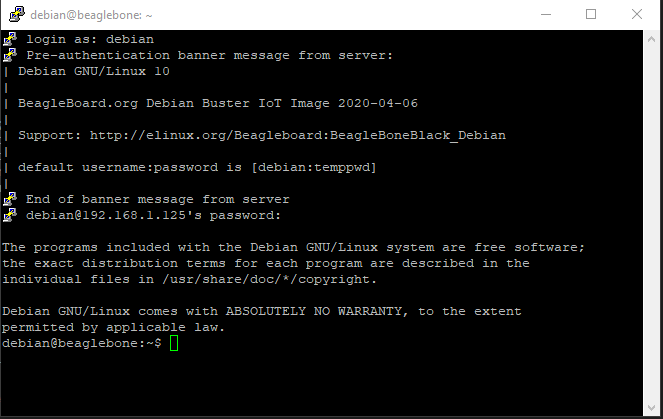 debian@beaglebone: ~
login as: debian
Pre-authentication banner message from server:
| Debian GNU/Linux 10
|
| BeagleBoard.org Debian Buster IoT Image 2020-04-06
|
| Support: http://elinux.org/Beagleboard:BeagleBoneBlack_Debian
|
| default username:password is [debian:temppwd]
|
End of banner message from server
debian@192.168.1.125's password:
The programs included with the Debian GNU/Linux system are free software;
the exact distribution terms for each program are described in the
individual files in /usr/share/doc/*/copyright.
Debian GNU/Linux comes with ABSOLUTELY NO WARRANTY, to the extent
permitted by applicable law.
debian@beaglebone:~$